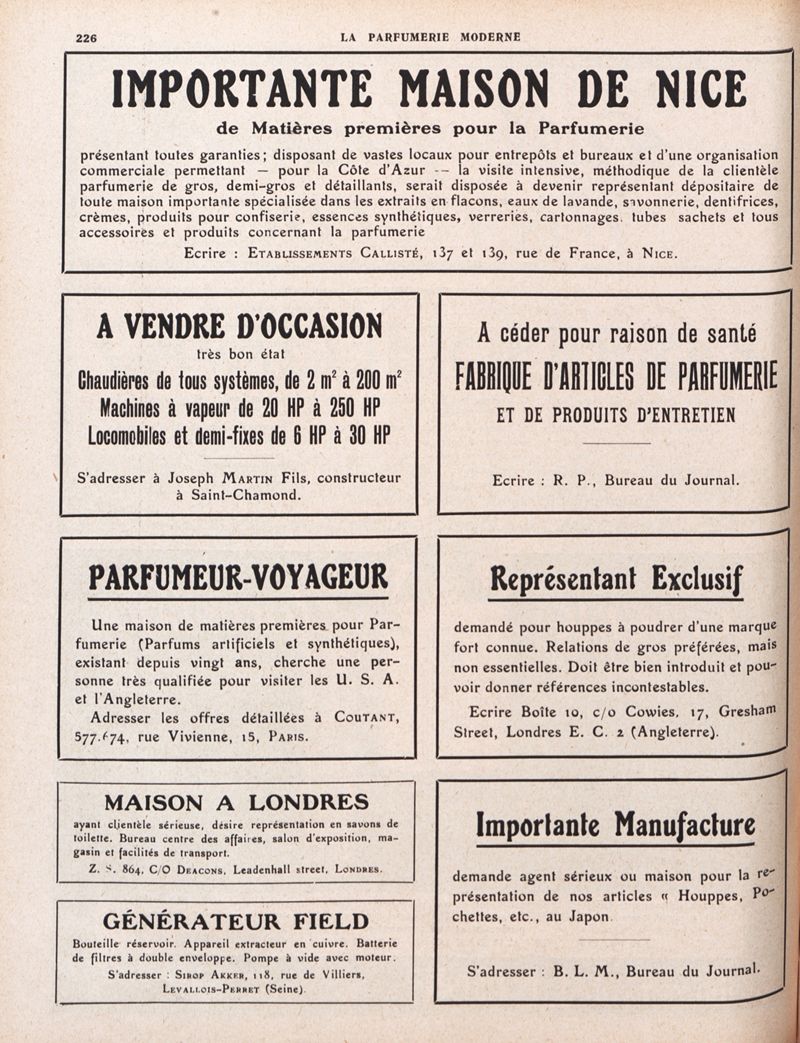 226
LA PARFUMERIE MODERNE
IMPORTANTE MAISON DE NICE
de Matières premières pour la Parfumerie
présentant toutes garanties; disposant de vastes locaux pour entrepôts et bureaux et d'une organisation
commerciale permettant — pour la Côte d'Azur -- la visite intensive, méthodique de la clientèle
parfumerie de gros, demi-gros et détaillants, serait disposée à devenir représentant dépositaire de
toute maison importante spécialisée dans les extraits en flacons, eaux de lavande, savonnerie, dentifrices,
crèmes, produits pour confiserie, essences synthétiques, verreries, cartonnages, tubes sachets et tous
accessoires et produits concernant la parfumerie
Ecrire : ETABLISSEMENTS CALLISTÉ, 137 et 139, rue de France, à NICE.
A VENDRE D'OCCASION
très bon état
Chaudières de tous systèmes, de 2 m² à 200 m²
Machines à vapeur de 20 HP à 250 HP
Locomobiles et demi-fixes de 6 HP à 30 HP
S'adresser à Joseph MARTIN Fils, constructeur
à Saint-Chamond.
A céder pour raison de santé
FABRIQUE D'ARTICLES DE PARFUMERIE
ET DE PRODUITS D'ENTRETIEN
Ecrire : R. P., Bureau du Journal.
PARFUMEUR-VOYAGEUR
Une maison de matières premières pour Par-
fumerie (Parfums artificiels et synthétiques),
existant depuis vingt ans, cherche une per-
sonne très qualifiée pour visiter les U. S. A.
et l'Angleterre.
Adresser les offres détaillées à COUTANT,
577.674, rue Vivienne, 15, PARIS.
Représentant Exclusif
demandé pour houppes à poudrer d'une marque
fort connue. Relations de gros préférées, mais
non essentielles. Doit être bien introduit et pou-
voir donner références incontestables.
Ecrire Boîte 10, c/o Cowies, 17, Gresham
Street, Londres E. C. 2 (Angleterre).
MAISON A LONDRES
ayant clientèle sérieuse, désire représentation en savons de
toilette. Bureau centre des affaires, salon d'exposition, ma-
gasin et facilités de transport.
Z. S. 864, C/O DEACONS, Leadenhall street, LONDRES.
GÉNÉRATEUR FIELD
Bouteille réservoir. Appareil extracteur en cuivre. Batterie
de filtres à double enveloppe. Pompe à vide avec moteur.
S'adresser : SIROP AKKER, 118, rue de Villiers,
LEVALLOIS-PERRET (Seine).
Importante Manufacture
demande agent sérieux ou maison pour la re-
présentation de nos articles « Houppes, Po-
chettes, etc., au Japon.
S'adresser : B. L. M., Bureau du Journal.